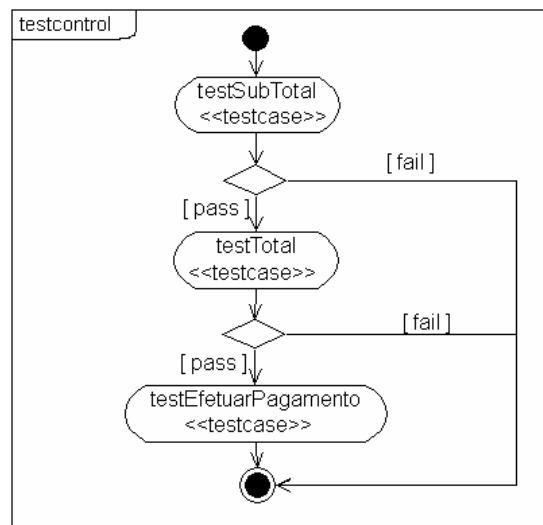 testcontrol
testSubTotal
<<testcase>>
[ fail ]
[ pass ]
testTotal
<<testcase>>
[ fail ]
[ pass ]
testEfetuarPagamento
<<testcase>>